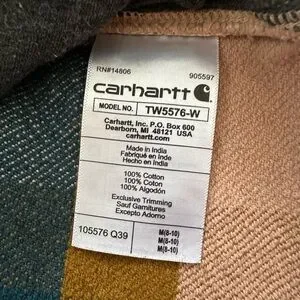 RN#14806 905597
carhartt
MODEL NO. TW5576-W
Carhartt, Inc. P.O. Box 600
Dearborn, MI 48121 USA
carhartt.com
Made in India
Fabriqué en Inde
Hecho en India
100% Cotton
100% Coton
100% Algodón
Exclusive Trimming
Sauf Garnitures
Excepto Adorno
105576 Q39
M(8-10)
M(8-10)
M(8-10)